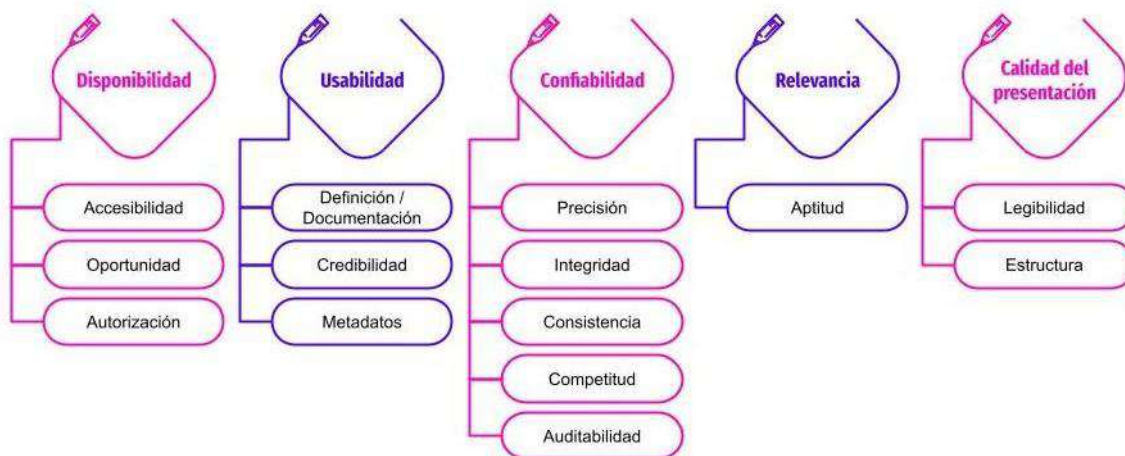 Disponibilidad
Accesibilidad
Oportunidad
Autorización
Usabilidad
Definición /
Documentación
Credibilidad
Metadatos
Confiabilidad
Precisión
Integridad
Consistencia
Competitud
Auditabilidad
Relevancia
Aptitud
Calidad del
presentación
Legibilidad
Estructura